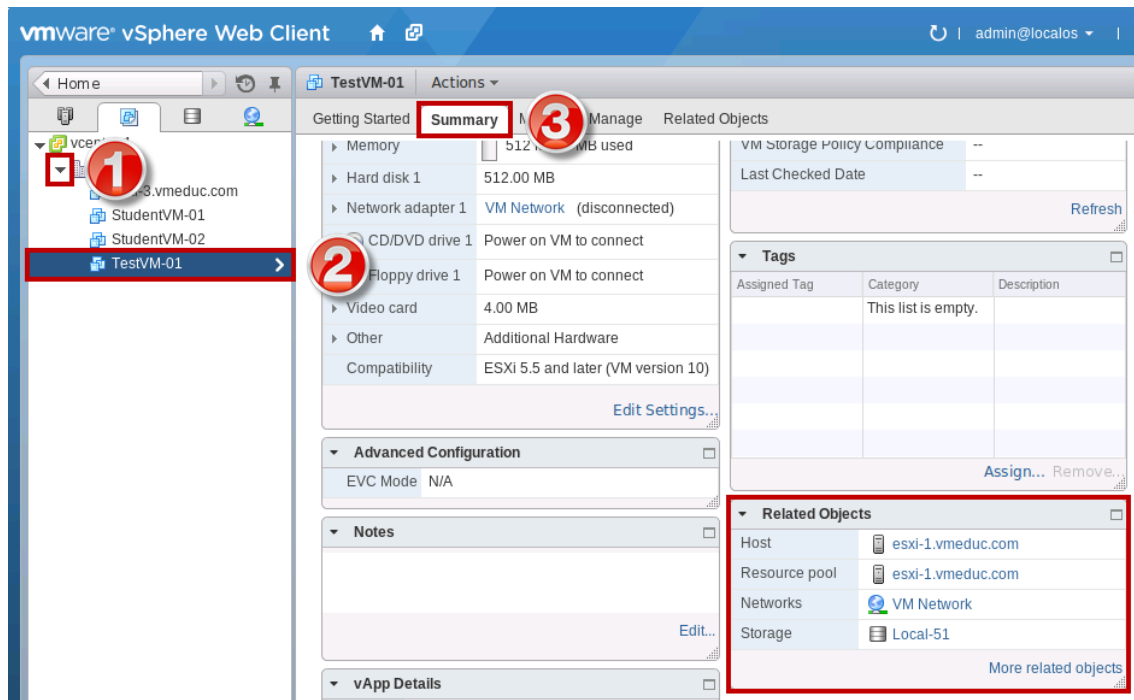 vmware® vSphere Web Client
admin@localos
Home
TestVM-01
Actions
Getting Started
Summary
Manage
Related Objects
1
2
3
-3.vmeduc.com
StudentVM-01
StudentVM-02
TestVM-01
Memory
512
MB used
Hard disk 1
512.00 MB
Network adapter 1
VM Network (disconnected)
CD/DVD drive 1
Power on VM to connect
Floppy drive 1
Power on VM to connect
Video card
4.00 MB
Other
Additional Hardware
Compatibility
ESXi 5.5 and later (VM version 10)
Edit Settings...
Advanced Configuration
EVC Mode
N/A
Notes
Edit...
vApp Details
VM Storage Policy Compliance
--
Last Checked Date
--
Refresh
Tags
Assigned Tag
Category
Description
This list is empty.
Assign...
Remove...
Related Objects
Host
esxi-1.vmeduc.com
Resource pool
esxi-1.vmeduc.com
Networks
VM Network
Storage
Local-51
More related objects